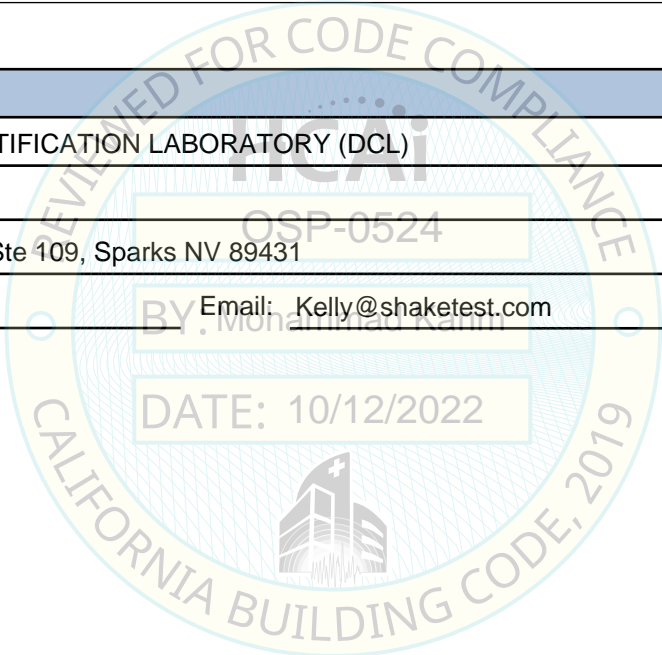 REVIEWED FOR CODE COMPLIANCE
HCAi
TIFICATION LABORATORY (DCL)
OSP-0524
Ste 109, Sparks NV 89431
Email: Kelly@shaketest.com
BY: Mohammad Karim
DATE: 10/12/2022
CALIFORNIA BUILDING CODE, 2019